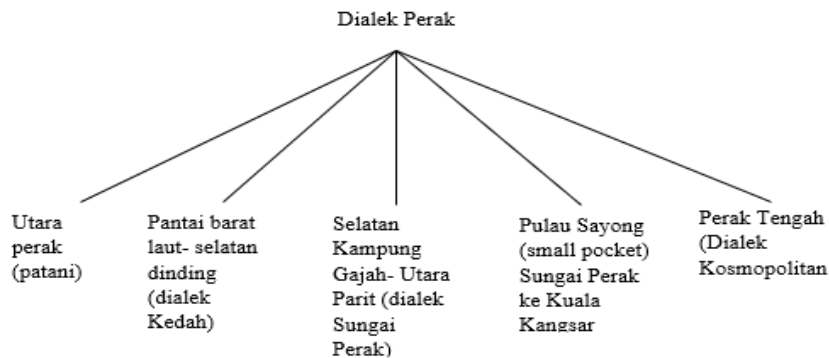 Dialek Perak
Utara
perak
(patani)
Pantai barat
laut- selatan
dinding
(dialek
Kedah)
Selatan
Kampung
Gajah- Utara
Parit (dialek
Sungai
Perak)
Pulau Sayong
(small pocket)
Sungai Perak
ke Kuala
Kangsar
Perak Tengah
(Dialek
Kosmopolitan